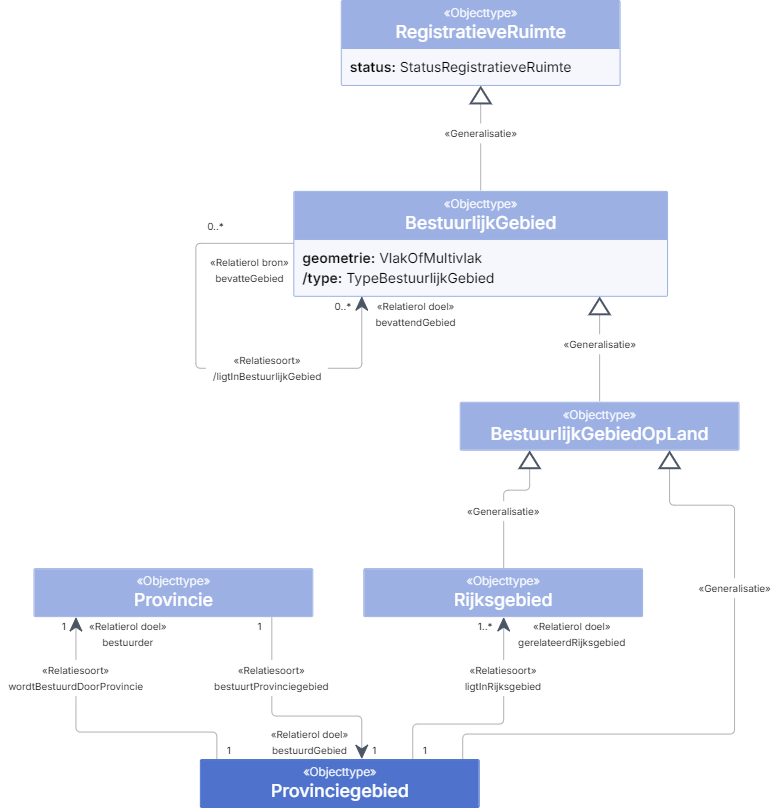 «Objecttype»
RegistratieveRuimte
status: StatusRegistratieveRuimte
«Generalisatie»
«Objecttype»
BestuurlijkGebied
geometrie: VlakOfMultivlak
/type: TypeBestuurlijkGebied
0..*
«Relatierol bron»
bevatteGebied
0..*
«Relatierol doel»
bevattendGebied
«Relatiesoort»
/ligtInBestuurlijkGebied
«Generalisatie»
«Objecttype»
BestuurlijkGebiedOpLand
«Generalisatie»
«Generalisatie»
«Objecttype»
Provincie
«Objecttype»
Rijksgebied
1
«Relatierol doel»
bestuurder
1
1..*
«Relatierol doel»
gerelateerdRijksgebied
«Relatiesoort»
wordtBestuurdDoorProvincie
«Relatiesoort»
bestuurtProvinciegebied
«Relatiesoort»
ligtInRijksgebied
1
«Relatierol doel»
bestuurdGebied
1
1
«Objecttype»
Provinciegebied